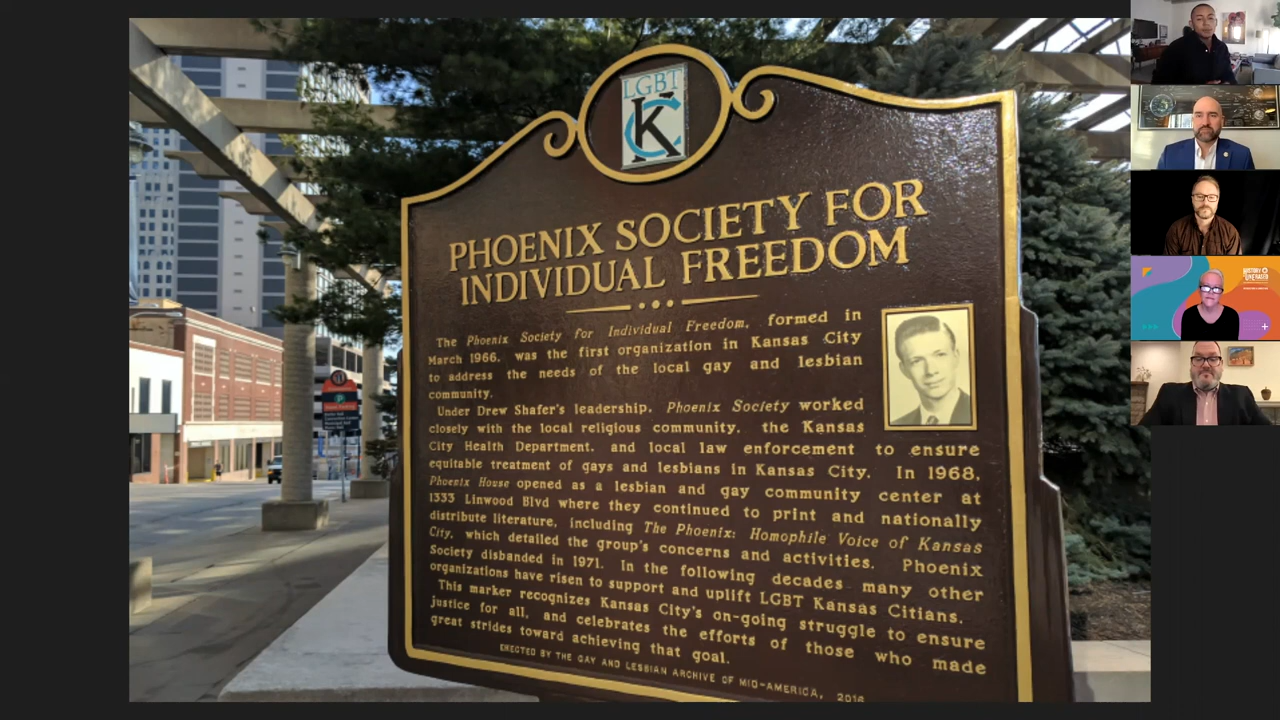 LGBT
KC
PHOENIX SOCIETY FOR
INDIVIDUAL FREEDOM
The Phoenix Society for Individual Freedom, formed in
March 1966, was the first organization in Kansas City
to address the needs of the local gay and lesbian
community.
Under Drew Shafer's leadership, Phoenix Society worked
closely with the local religious community, the Kansas
City Health Department, and local law enforcement to ensure
equitable treatment of gays and lesbians in Kansas City. In 1968,
Phoenix House opened as a lesbian and gay community center at
1333 Linwood Blvd where they continued to print and nationally
distribute literature, including The Phoenix: Homophile Voice of Kansas
City, which detailed the group's concerns and activities. Phoenix
Society disbanded in 1971. In the following decades many other
organizations have risen to support and uplift LGBT Kansas Citians.
This marker recognizes Kansas City's on-going struggle to ensure
justice for all, and celebrates the efforts of those who made
great strides toward achieving that goal.
ERECTED BY THE GAY AND LESBIAN ARCHIVE OF MID-AMERICA, 2016
P
HISTORY